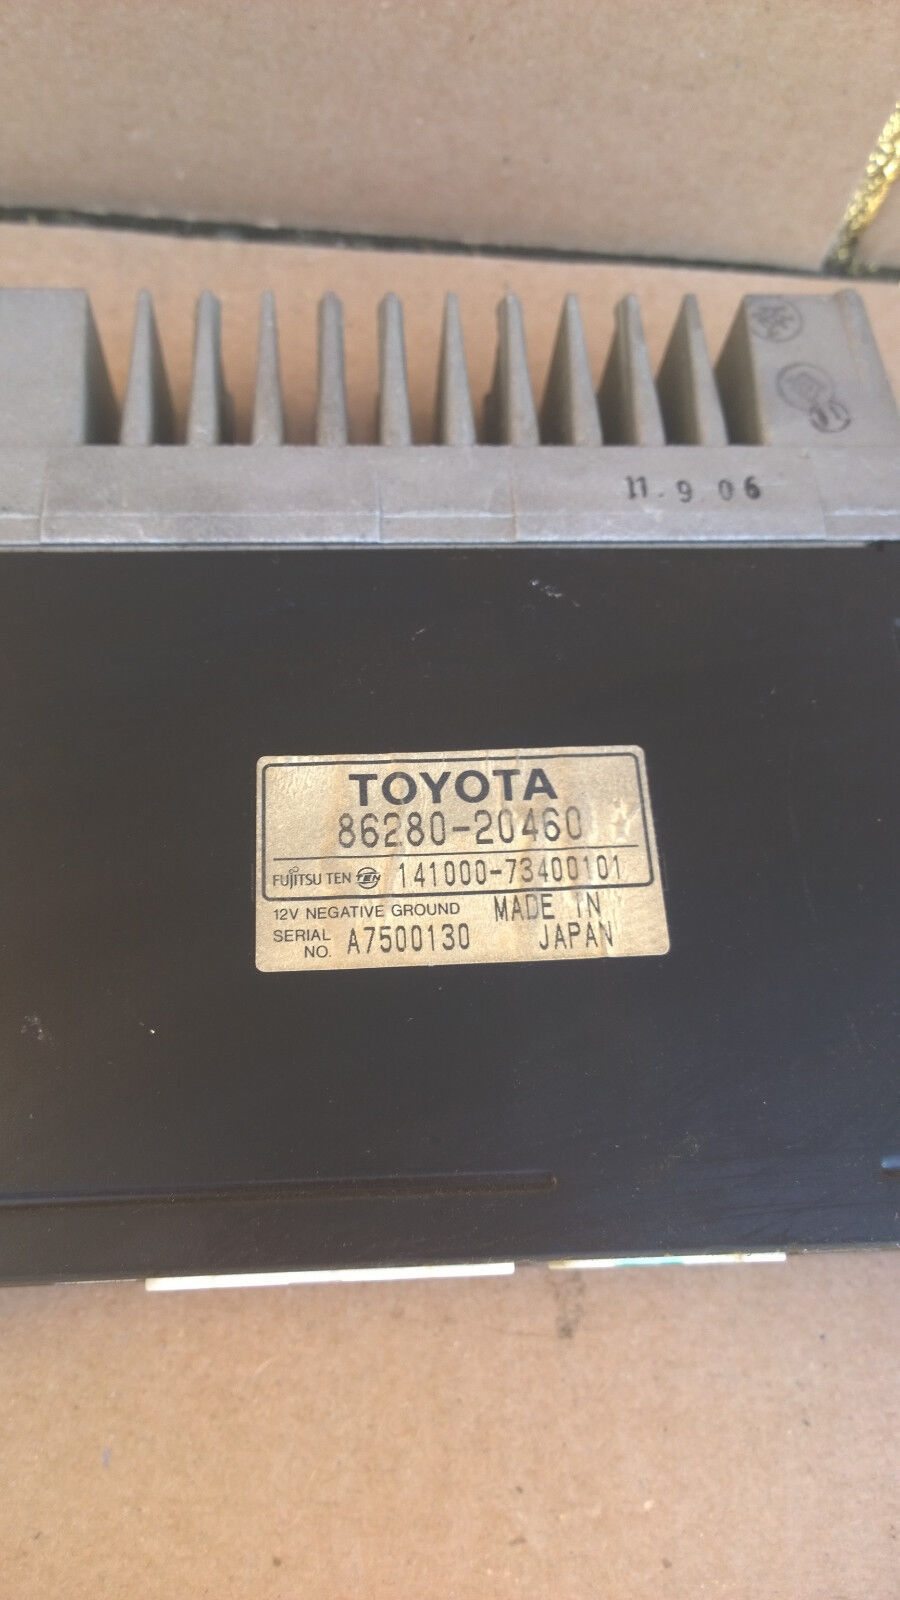 11.9 06
TOYOTA
86280-20460
FUJITSU TEN TEN 141000-73400101
12V NEGATIVE GROUND MADE IN
SERIAL NO. A7500130 JAPAN